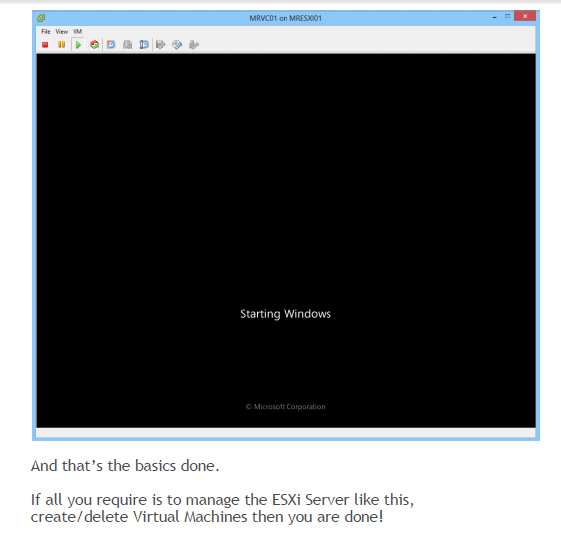 MRVC01 on MRESXI01
File View VM
Starting Windows
© Microsoft Corporation
And that's the basics done.
If all you require is to manage the ESXi Server like this,
create/delete Virtual Machines then you are done!